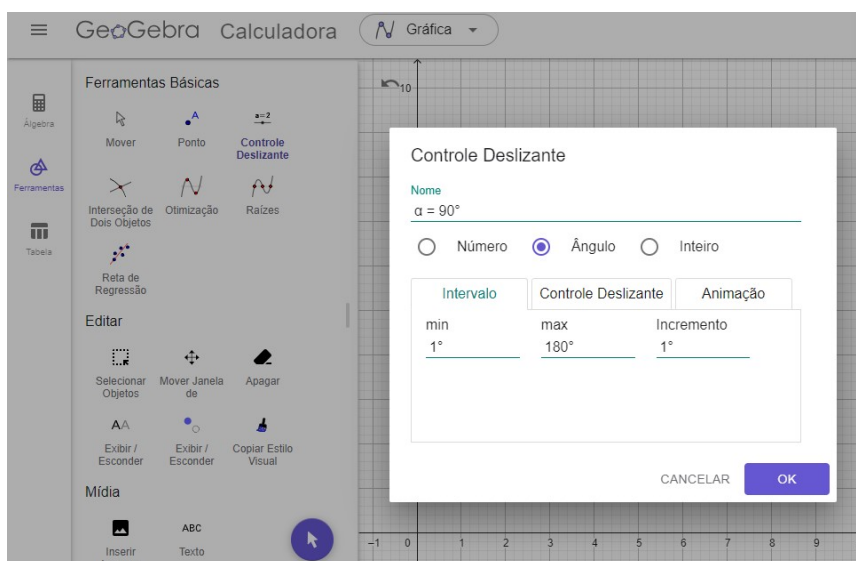 GeoGebra Calculadora
Gráfica
Álgebra
Ferramentas
Tabela
Ferramentas Básicas
Mover
Ponto
a=2
Controle
Deslizante
Interseção de
Dois Objetos
Otimização
Raízes
Reta de
Regressão
Editar
Selecionar
Objetos
Mover Janela
de
Apagar
Exibir /
Esconder
Exibir /
Esconder
Copiar Estilo
Visual
Mídia
Inserir
ABC
Texto
10
Controle Deslizante
Nome
α = 90°
Número
Ângulo
Inteiro
Intervalo
Controle Deslizante
Animação
min
max
Incremento
1°
180°
1°
CANCELAR
OK
−1 0 1 2 3 4 5 6 7 8 9